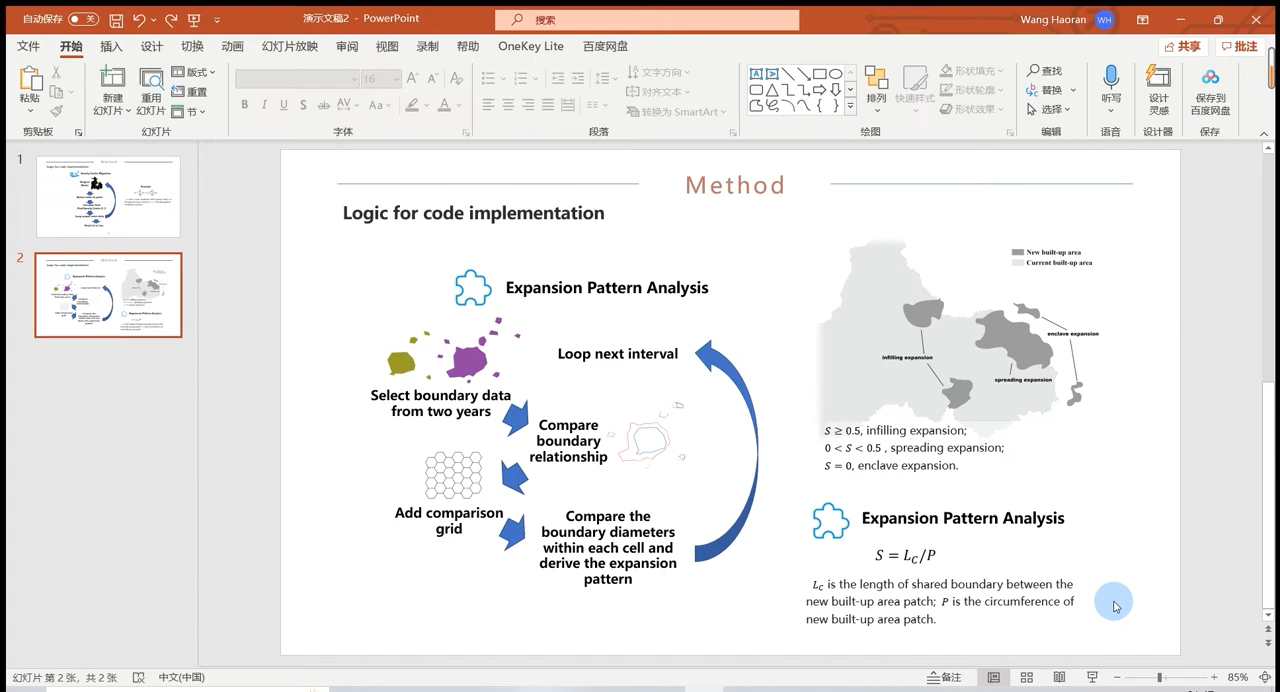 自动保存 关
演示文稿2 - PowerPoint
搜索
Wang Haoran WH
文件 开始 插入 设计 切换 动画 幻灯片放映 审阅 视图 录制 帮助 OneKey Lite 百度网盘
共享 批注
粘贴
剪贴板
新建
幻灯片
重用
幻灯片
版式
重置
节
幻灯片
16
B I U S ab AV Aa A
字体
文字方向
对齐文本
转换为 SmartArt
段落
排列
快速样式
形状填充
形状轮廓
形状效果
绘图
查找
替换
选择
编辑
听写
语音
设计
灵感
设计器
保存到
百度网盘
保存
1
2
Method
Logic for code implementation
Expansion Pattern Analysis
Select boundary data
from two years
Loop next interval
Compare
boundary
relationship
Add comparison
grid
Compare the
boundary diameters
within each cell and
derive the expansion
pattern
New built-up area
Current built-up area
enclave expansion
infilling expansion
spreading expansion
S ≥ 0.5, infilling expansion;
0 < S < 0.5 , spreading expansion;
S = 0, enclave expansion.
Expansion Pattern Analysis
S = L_C/P
L_C is the length of shared boundary between the
new built-up area patch; P is the circumference of
new built-up area patch.
幻灯片 第 2 张，共 2 张 中文(中国)
备注
85%